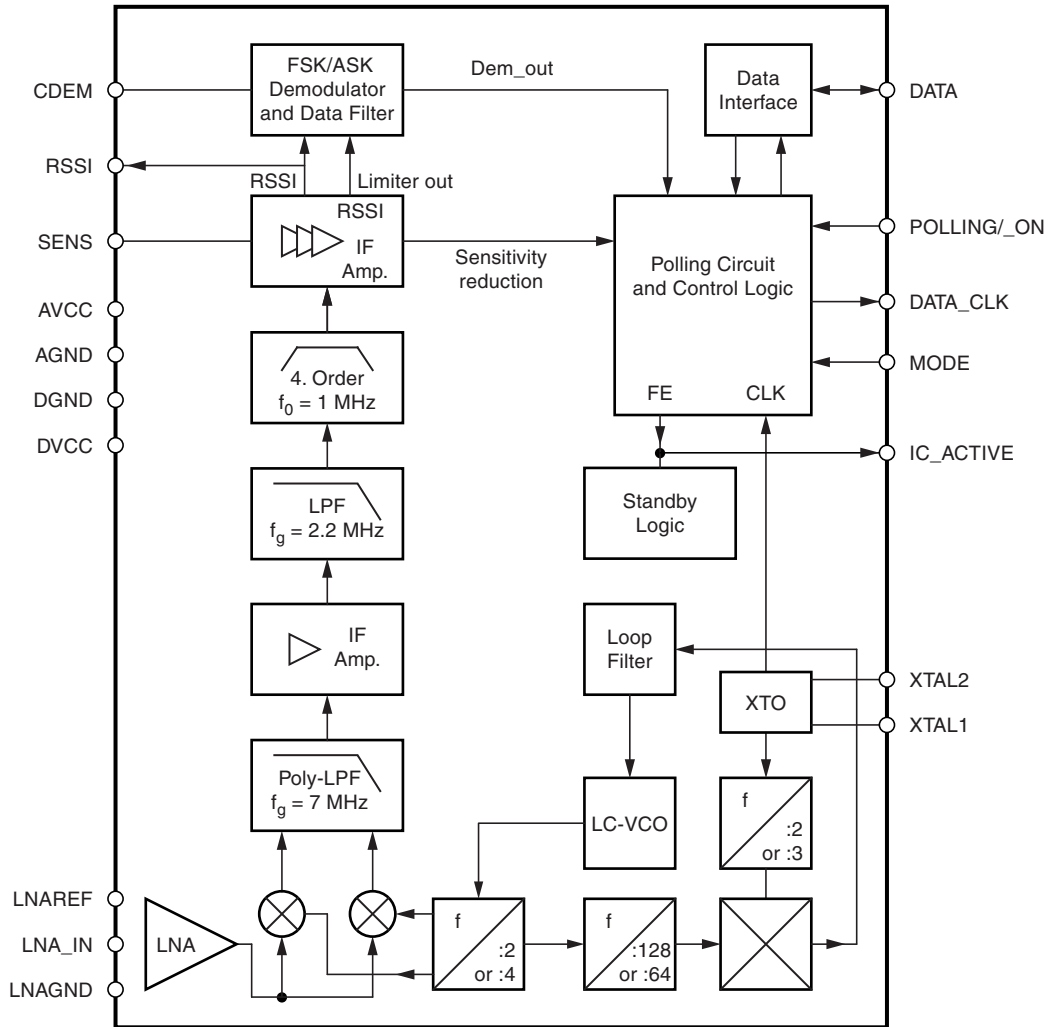 CDEM
RSSI
SENS
AVCC
AGND
DGND
DVCC
LNAREF
LNA_IN
LNAGND
FSK/ASK
Demodulator
and Data Filter
Dem_out
Data
Interface
DATA
RSSI
Limiter out
RSSI
IF
Amp.
Sensitivity
reduction
Polling Circuit
and Control Logic
FE
CLK
POLLING/_ON
DATA_CLK
MODE
IC_ACTIVE
4. Order
f0 = 1 MHz
Standby
Logic
LPF
fg = 2.2 MHz
IF
Amp.
Loop
Filter
XTO
XTAL2
XTAL1
Poly-LPF
fg = 7 MHz
LC-VCO
f
:2
or :3
LNA
f
:2
or :4
f
:128
or :64